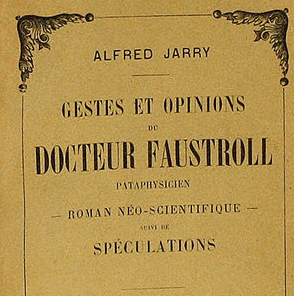 ALFRED JARRY
GESTES ET OPINIONS
DU
DOCTEUR FAUSTROLL
PATAPHYSICIEN
— ROMAN NÉO-SCIENTIFIQUE —
SUIVI DE
SPÉCULATIONS